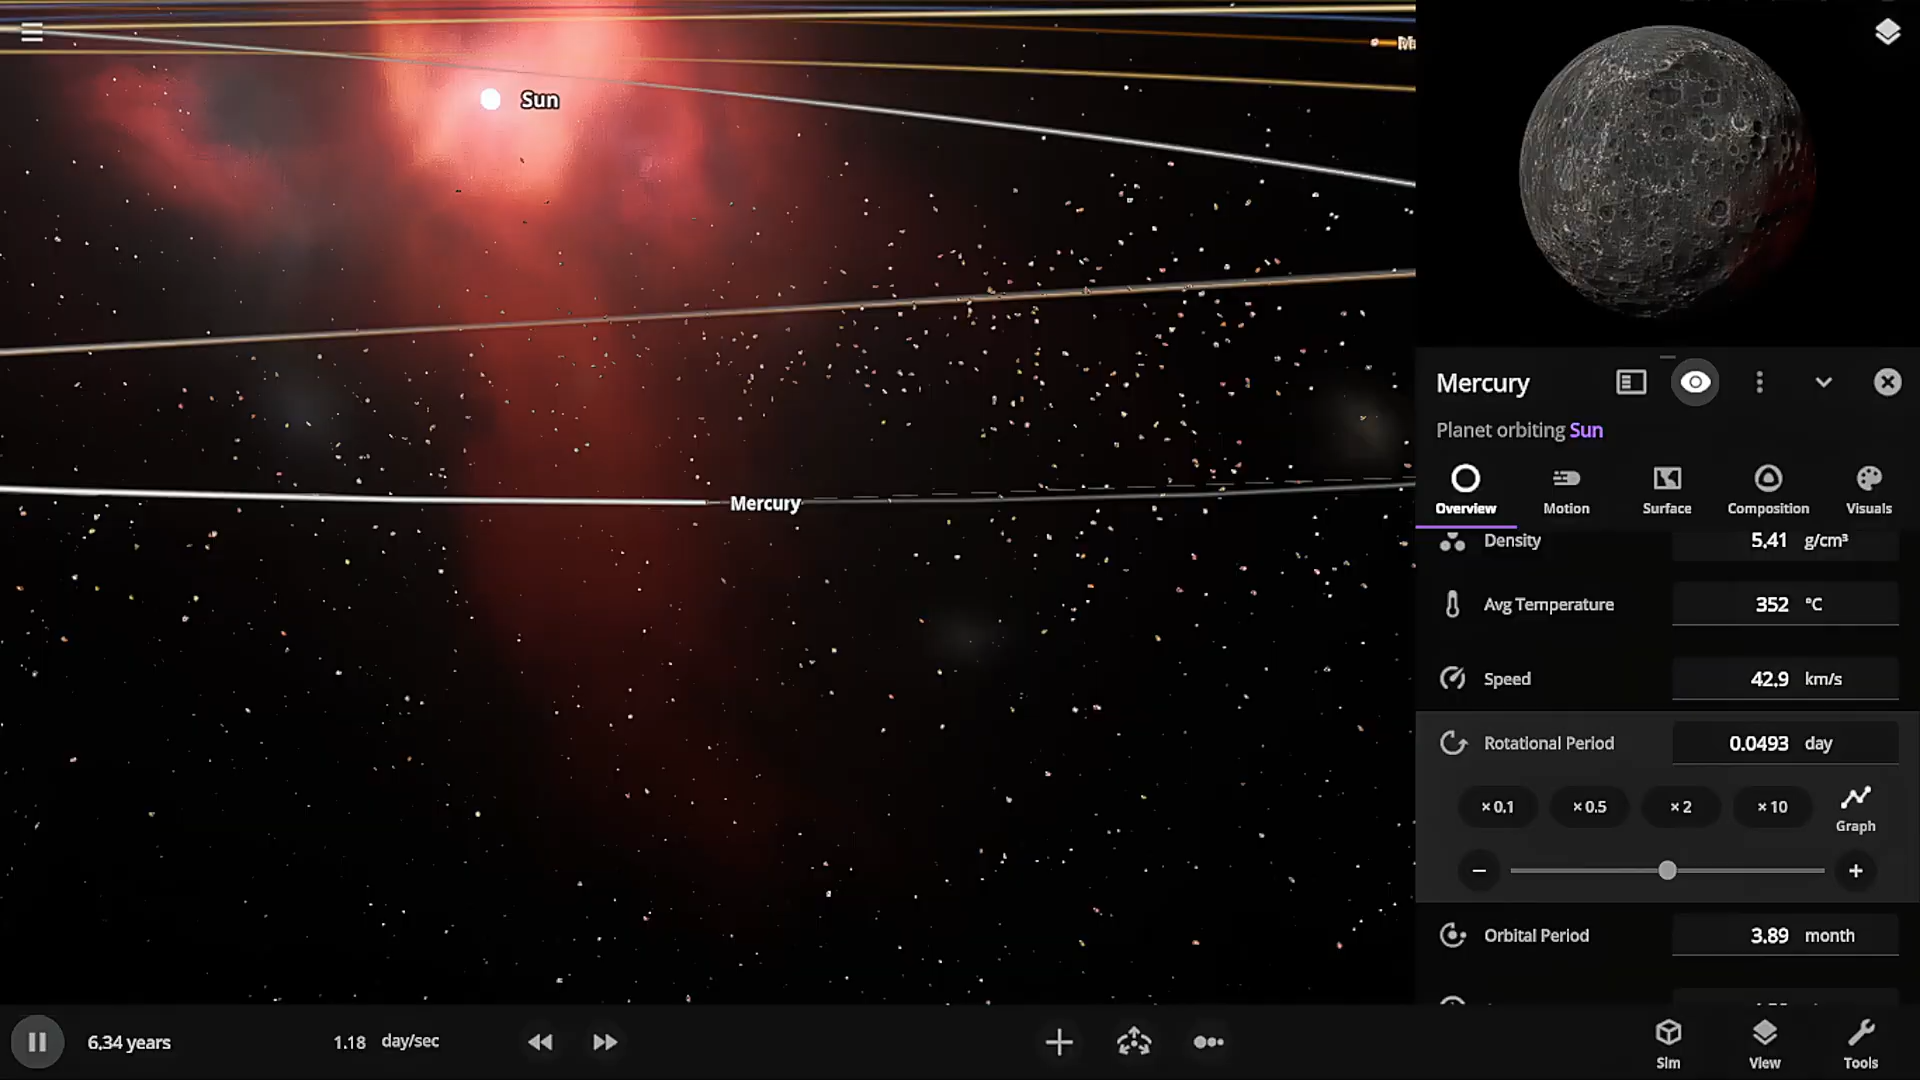 Sun
Mercury
Mercury
Planet orbiting Sun
Overview Motion Surface Composition Visuals
Density 5.41 g/cm³
Avg Temperature 352 °C
Speed 42.9 km/s
Rotational Period 0.0493 day
×0.1 ×0.5 ×2 ×10 Graph
Orbital Period 3.89 month
6.34 years 1.18 day/sec
Sim View Tools